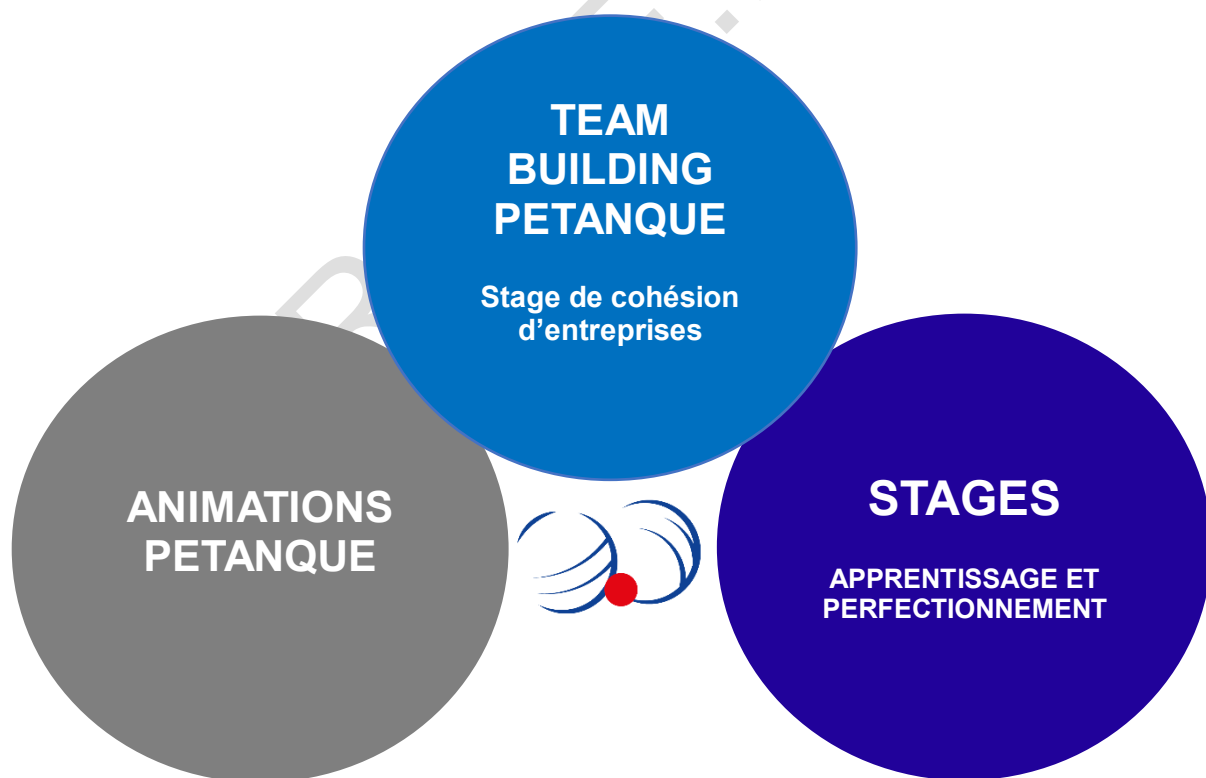 TEAM
BUILDING
PETANQUE
Stage de cohésion
d’entreprises
ANIMATIONS
PETANQUE
STAGES
APPRENTISSAGE ET
PERFECTIONNEMENT